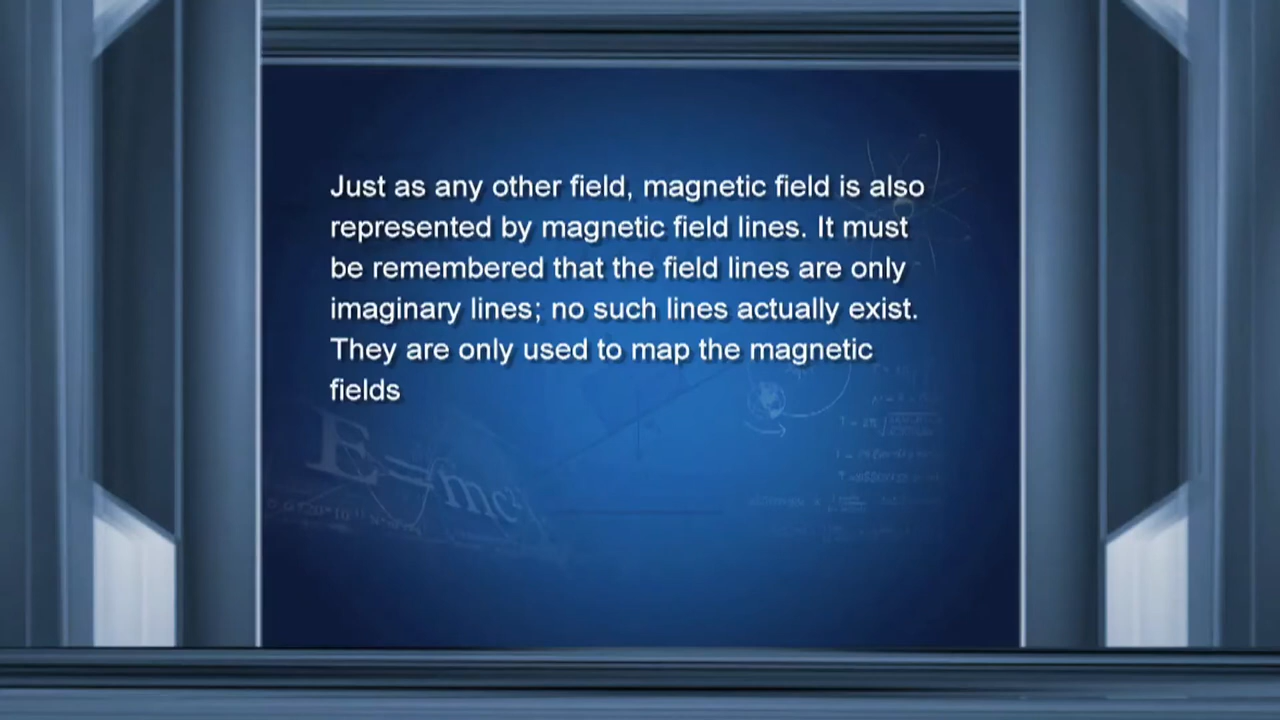 Just as any other field, magnetic field is also
represented by magnetic field lines. It must
be remembered that the field lines are only
imaginary lines; no such lines actually exist.
They are only used to map the magnetic
fields
E=mc²